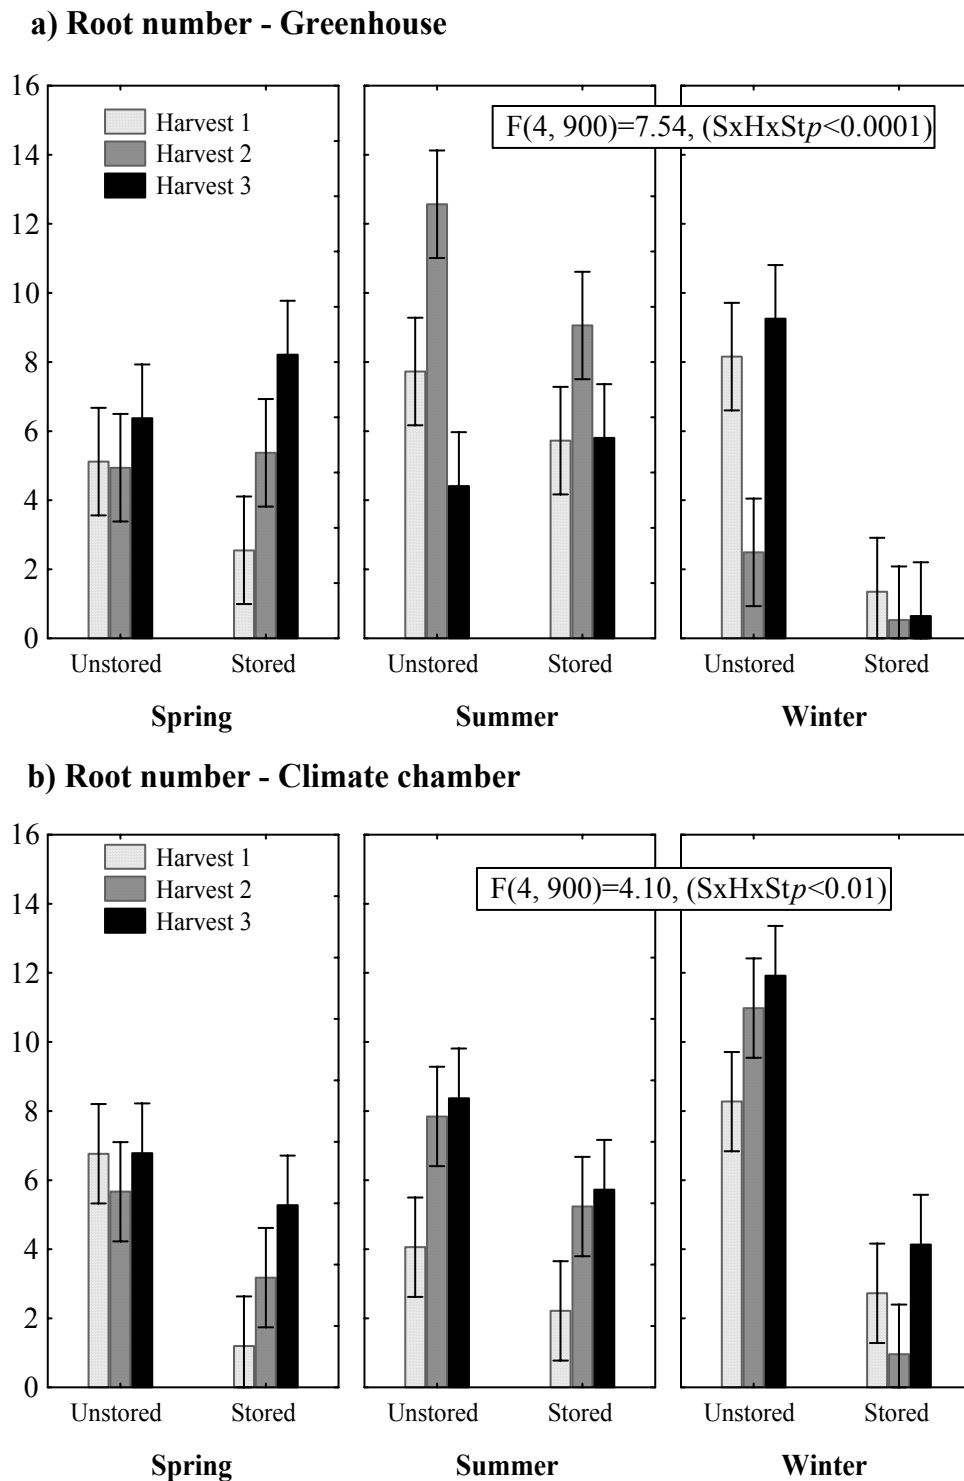 a) Root number - Greenhouse
16
14
12
10
8
6
4
2
0
Harvest 1
Harvest 2
Harvest 3
F(4, 900)=7.54, (SxHxStp<0.0001)
Unstored Stored Unstored Stored Unstored Stored
Spring Summer Winter
b) Root number - Climate chamber
16
14
12
10
8
6
4
2
0
Harvest 1
Harvest 2
Harvest 3
F(4, 900)=4.10, (SxHxStp<0.01)
Unstored Stored Unstored Stored Unstored Stored
Spring Summer Winter